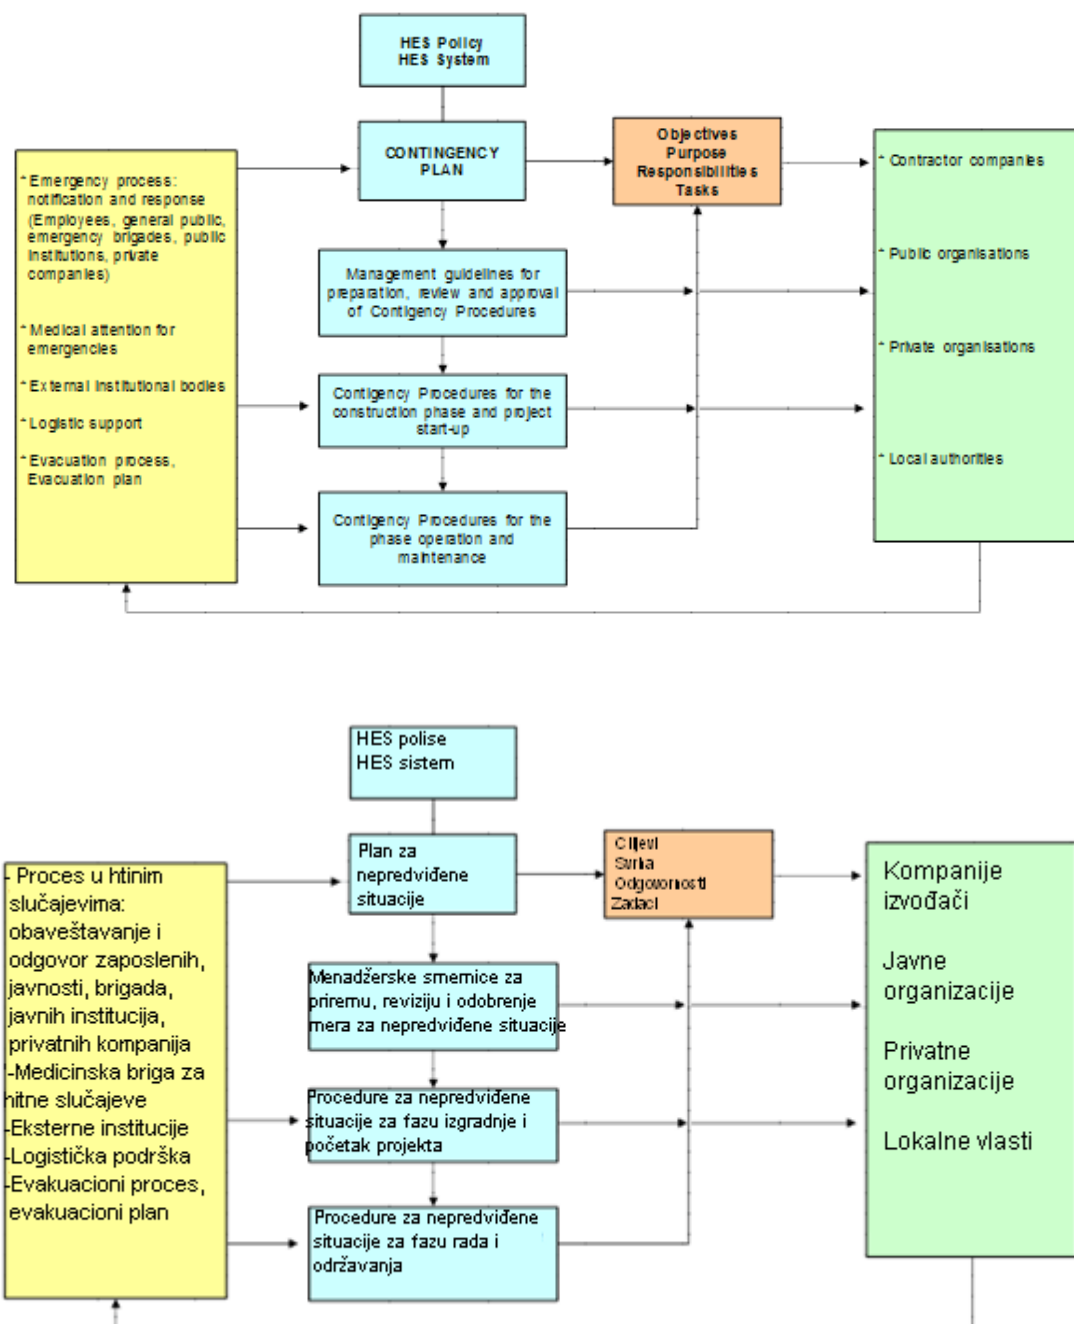 HES Policy
HES System
CONTINGENCY
PLAN
Objectives
Purpose
Responsibilities
Tasks
* Emergency process:
notification and response
(Employees, general public,
emergency brigades, public
institutions, private
companies)
* Medical attention for
emergencies
* External institutional bodies
* Logistic support
* Evacuation process,
Evacuation plan
Management guidelines for
preparation, review and approval
of Contigency Procedures
Contigency Procedures for the
construction phase and project
start-up
Contigency Procedures for the
phase operation and
maintenance
* Contractor companies
* Public organisations
* Private organisations
* Local authorities
HES polise
HES sistem
Plan za
nepredviđene
situacije
Ciljevi
Svrha
Odgovornosti
Zadaci
- Proces u htinim
slučajevima:
obaveštavanje i
odgovor zaposlenih,
javnosti, brigada,
javnih institucija,
privatnih kompanija
'-Medicinska briga za
hitne slučajeve
-Eksterne institucije
-Logistička podrška
-Evakuacioni proces,
evakuacioni plan
Menadžerske smernice za
priremu, reviziju i odobrenje
mera za nepredviđene situacije
Procedure za nepredviđene
situacije za fazu izgradnje i
početak projekta
Procedure za nepredviđene
situacije za fazu rada i
održavanja
Kompanije
izvođači
Javne
organizacije
Privatne
organizacije
Lokalne vlasti